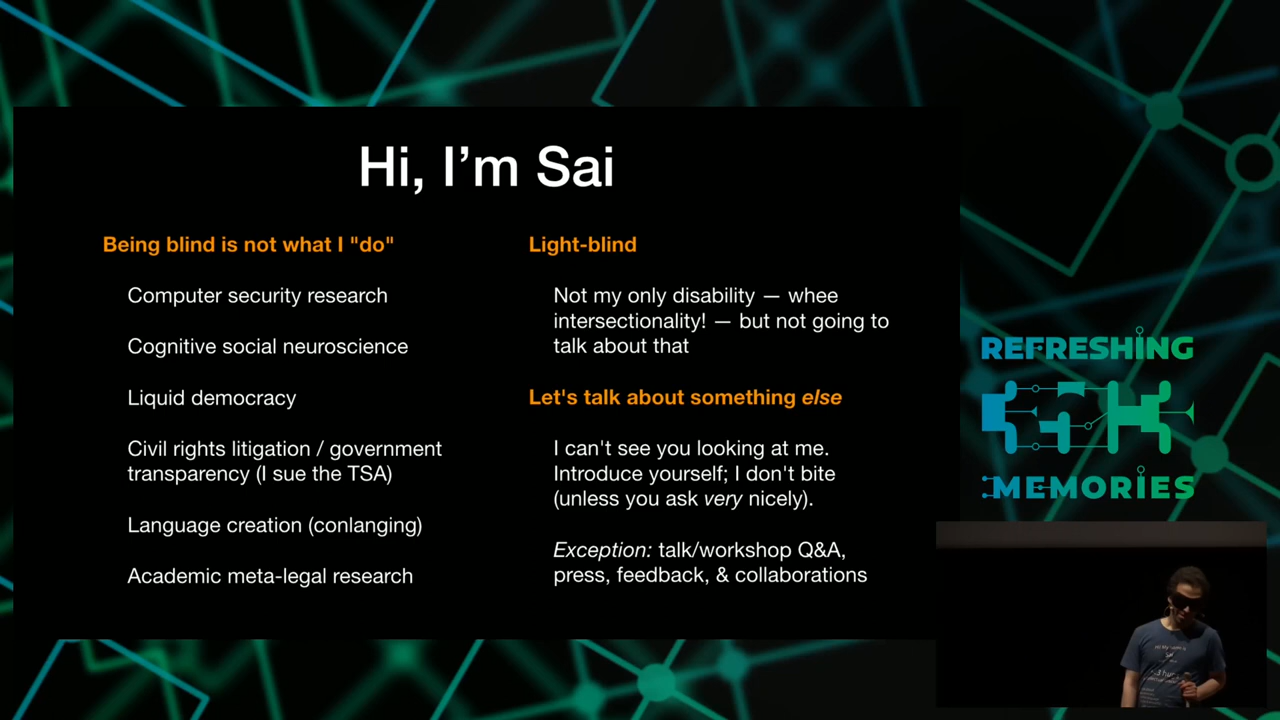 Hi, I’m Sai
Being blind is not what I "do"
Computer security research
Cognitive social neuroscience
Liquid democracy
Civil rights litigation / government
transparency (I sue the TSA)
Language creation (conlanging)
Academic meta-legal research
Light-blind
Not my only disability — whee
intersectionality! — but not going to
talk about that
Let's talk about something else
I can't see you looking at me.
Introduce yourself; I don't bite
(unless you ask very nicely).
Exception: talk/workshop Q&A,
press, feedback, & collaborations
REFRESHING
MEMORIES